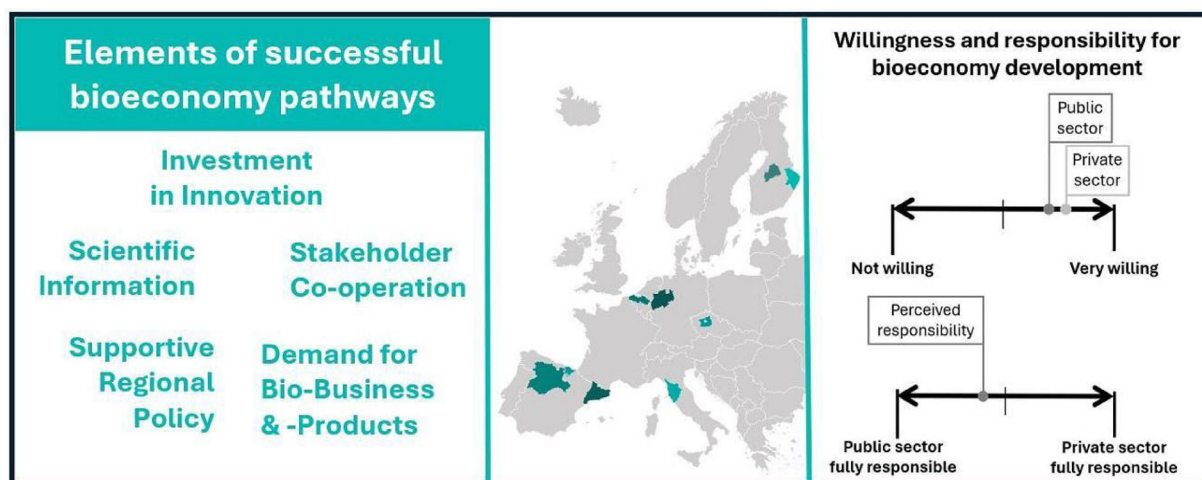 Elements of successful
bioeconomy pathways
Investment
in Innovation
Scientific
Information
Stakeholder
Co-operation
Supportive
Regional
Policy
Demand for
Bio-Business
& -Products
Willingness and responsibility for
bioeconomy development
Public
sector
Private
sector
Not willing
Very willing
Perceived
responsibility
Public sector
fully responsible
Private sector
fully responsible